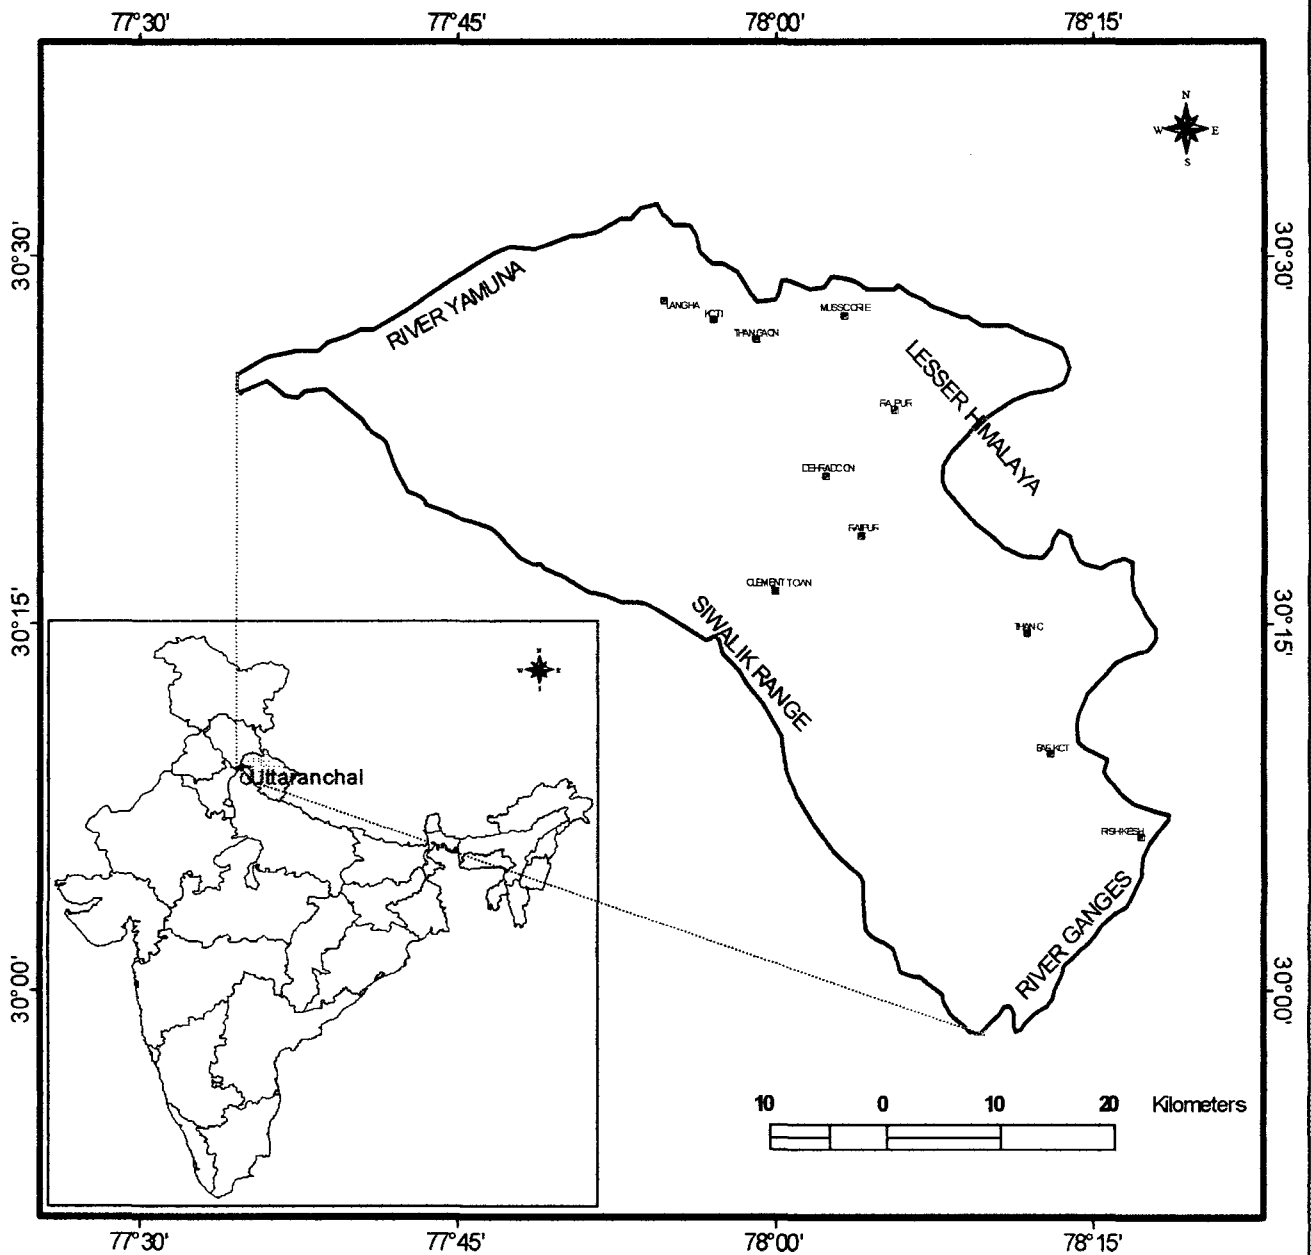 77°30' 77°45' 78°00' 78°15'
N
W E
S
30°30' 30°30'
RIVER YAMUNA
LANGHA
KOTI
THANGAON
MUSSOORIE
LESSER HIMALAYA
RAJPUR
DEHRADOON
RAIPUR
CLEMENT TOWN
30°15' 30°15'
SIWALIK RANGE
THANO
N
W E
S
Uttaranchal
RISHIKESH
RIVER GANGES
30°00' 30°00'
10 0 10 20 Kilometers
77°30' 77°45' 78°00' 78°15'